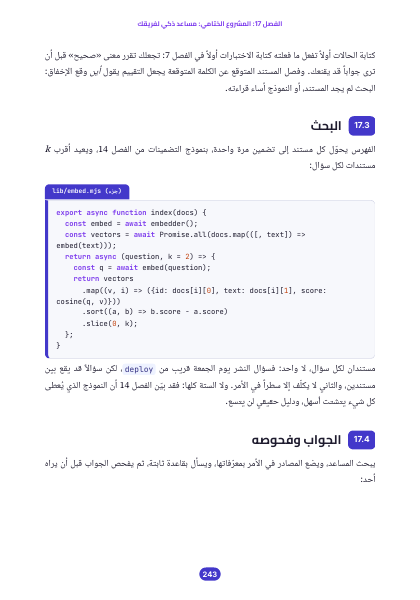 الفصل 17: المشروع الختامي: مساعد ذكي لفريقك
كتابة الحالات أولاً تفعل ما فعلته كتابة الاختبارات أولاً في الفصل 7: تجعلك تقرر معنى «صحيح» قبل أن
ترى جواباً قد يقنعك. وفصل المستند المتوقع عن الكلمة المتوقعة يجعل التقييم يقول أين وقع الإخفاق:
البحث لم يجد المستند، أو النموذج أساء قراءته.
17.3 البحث
الفهرس يحوّل كل مستند إلى تضمين مرة واحدة، بنموذج التضمينات من الفصل 14، ويعيد أقرب k
مستندات لكل سؤال:
lib/embed.mjs (جزء)
export async function index(docs) {
  const embed = await embedder();
  const vectors = await Promise.all(docs.map(([, text]) =>
embed(text)));
  return async (question, k = 2) => {
    const q = await embed(question);
    return vectors
      .map((v, i) => ({id: docs[i][0], text: docs[i][1], score:
cosine(q, v)}))
      .sort((a, b) => b.score - a.score)
      .slice(0, k);
  };
}
مستندان لكل سؤال، لا واحد: فسؤال النشر يوم الجمعة قريب من deploy، لكن سؤالاً قد يقع بين
مستندين، والثاني لا يكلّف إلا سطراً في الأمر. ولا الستة كلها: فقد بيّن الفصل 14 أن النموذج الذي يُعطى
كل شيء يتشتت أسهل، ودليل حقيقي لن يتسع.
17.4 الجواب وفحوصه
يبحث المساعد، ويضع المصادر في الأمر بمعرّفاتها، ويسأل بقاعدة ثابتة، ثم يفحص الجواب قبل أن يراه
أحد:
243